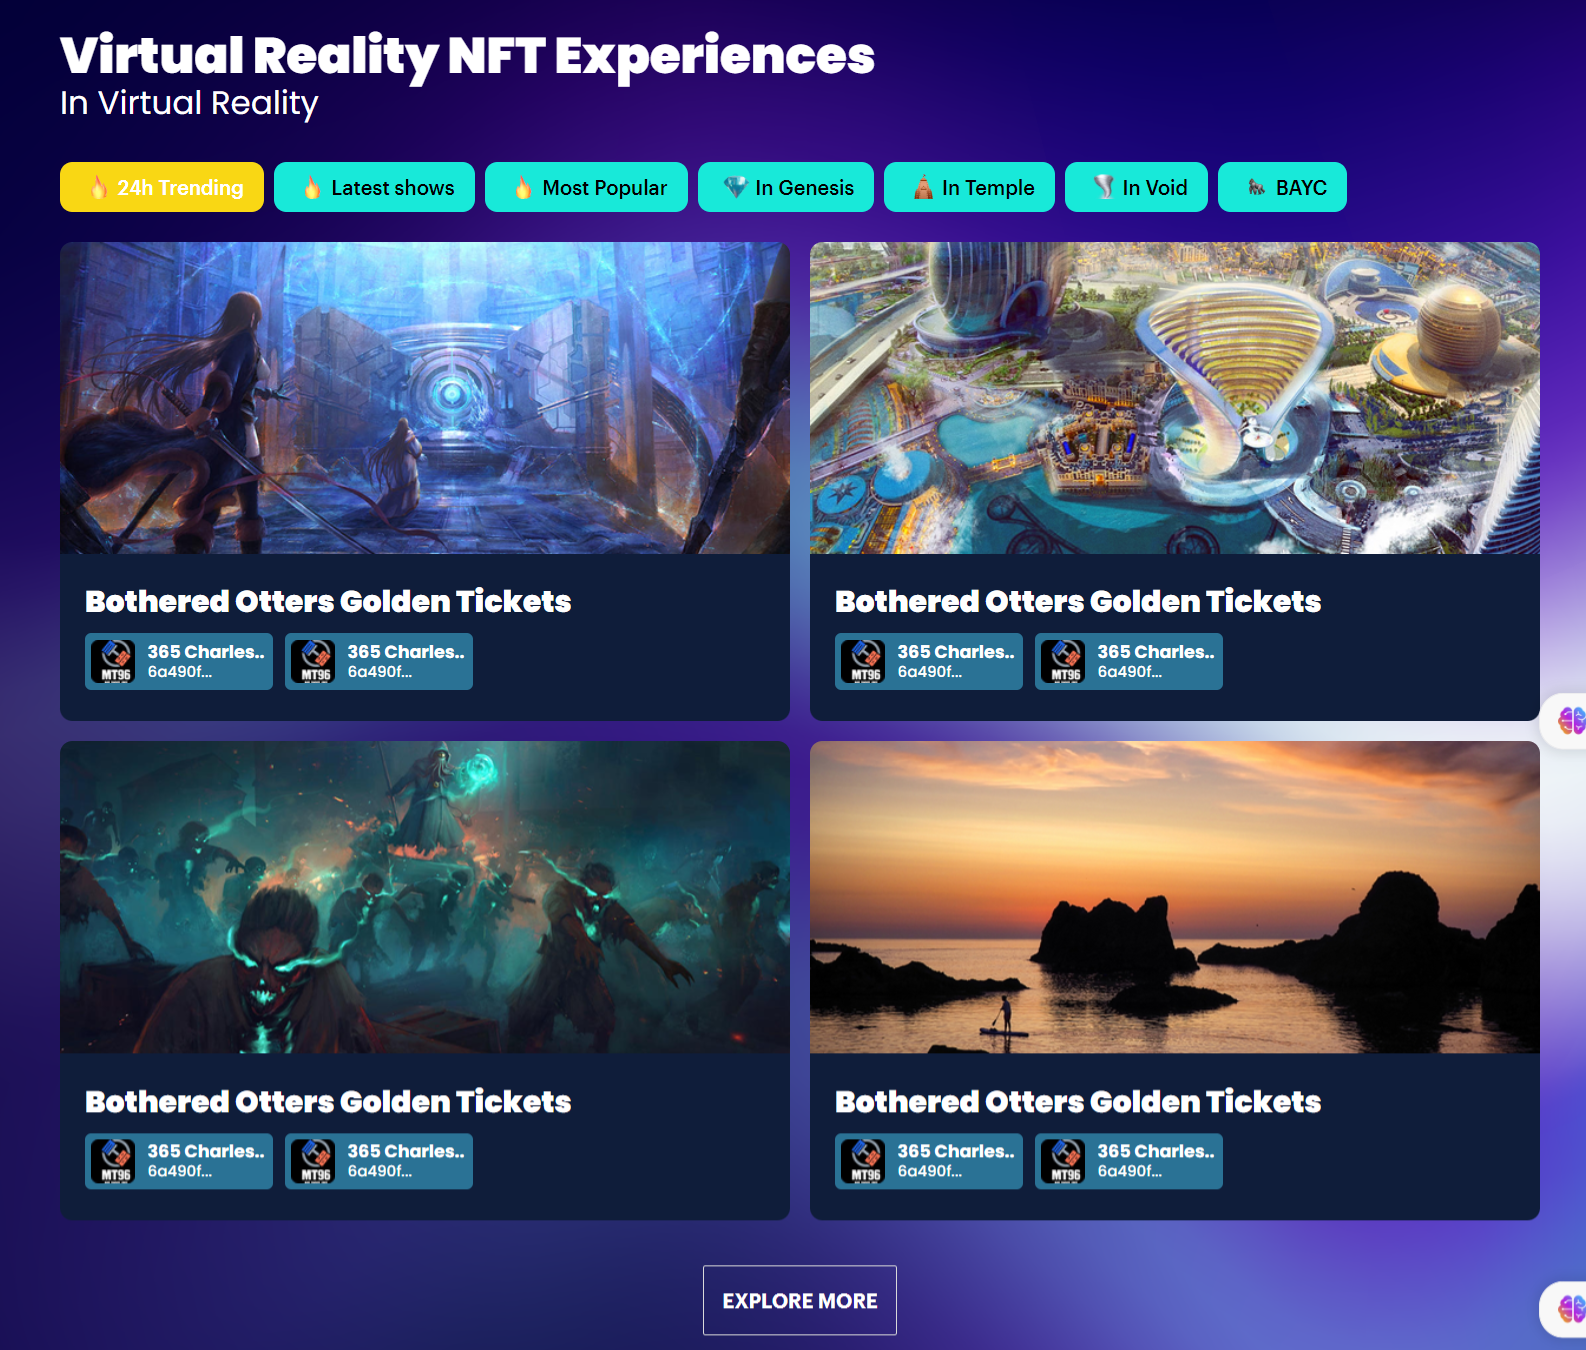 Virtual Reality NFT Experiences
In Virtual Reality
24h Trending
Latest shows
Most Popular
In Genesis
In Temple
In Void
BAYC
Bothered Otters Golden Tickets
MT96
365 Charles..
6a490f...
MT96
365 Charles..
6a490f...
Bothered Otters Golden Tickets
MT96
365 Charles..
6a490f...
MT96
365 Charles..
6a490f...
Bothered Otters Golden Tickets
MT96
365 Charles..
6a490f...
MT96
365 Charles..
6a490f...
Bothered Otters Golden Tickets
MT96
365 Charles..
6a490f...
MT96
365 Charles..
6a490f...
EXPLORE MORE